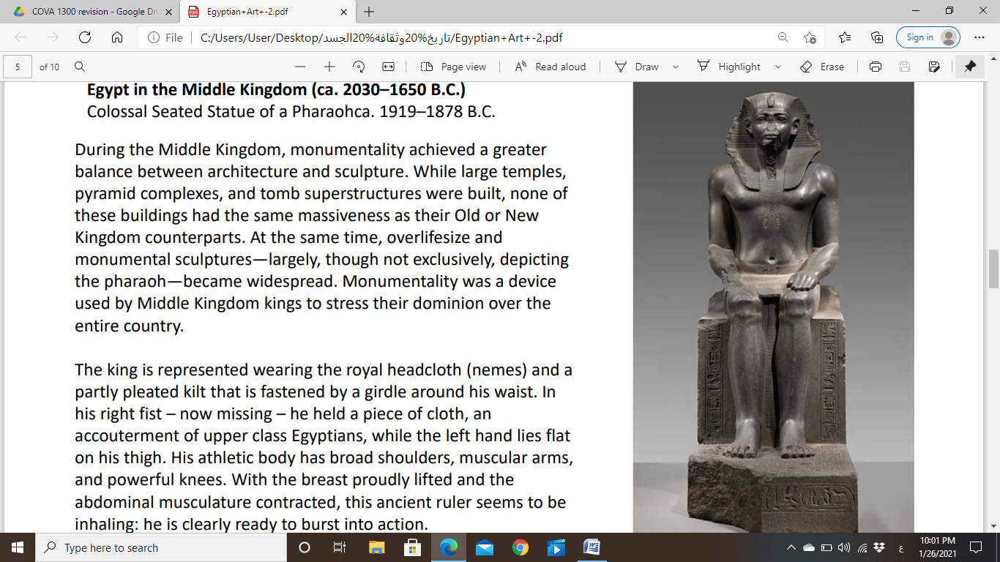 COVA 1300 revision - Google Dri
Egyptian+Art+-2.pdf
File
C:/Users/User/Desktop/تاريخ%20وثقافة%20الجسد/Egyptian+Art+-2.pdf
Sign in
5 of 10
Page view
Read aloud
Draw
Highlight
Erase
Egypt in the Middle Kingdom (ca. 2030–1650 B.C.)
Colossal Seated Statue of a Pharaohca. 1919–1878 B.C.
During the Middle Kingdom, monumentality achieved a greater
balance between architecture and sculpture. While large temples,
pyramid complexes, and tomb superstructures were built, none of
these buildings had the same massiveness as their Old or New
Kingdom counterparts. At the same time, overlifesize and
monumental sculptures—largely, though not exclusively, depicting
the pharaoh—became widespread. Monumentality was a device
used by Middle Kingdom kings to stress their dominion over the
entire country.
The king is represented wearing the royal headcloth (nemes) and a
partly pleated kilt that is fastened by a girdle around his waist. In
his right fist – now missing – he held a piece of cloth, an
accouterment of upper class Egyptians, while the left hand lies flat
on his thigh. His athletic body has broad shoulders, muscular arms,
and powerful knees. With the breast proudly lifted and the
abdominal musculature contracted, this ancient ruler seems to be
inhaling: he is clearly ready to burst into action.
Type here to search
ع
10:01 PM
1/26/2021